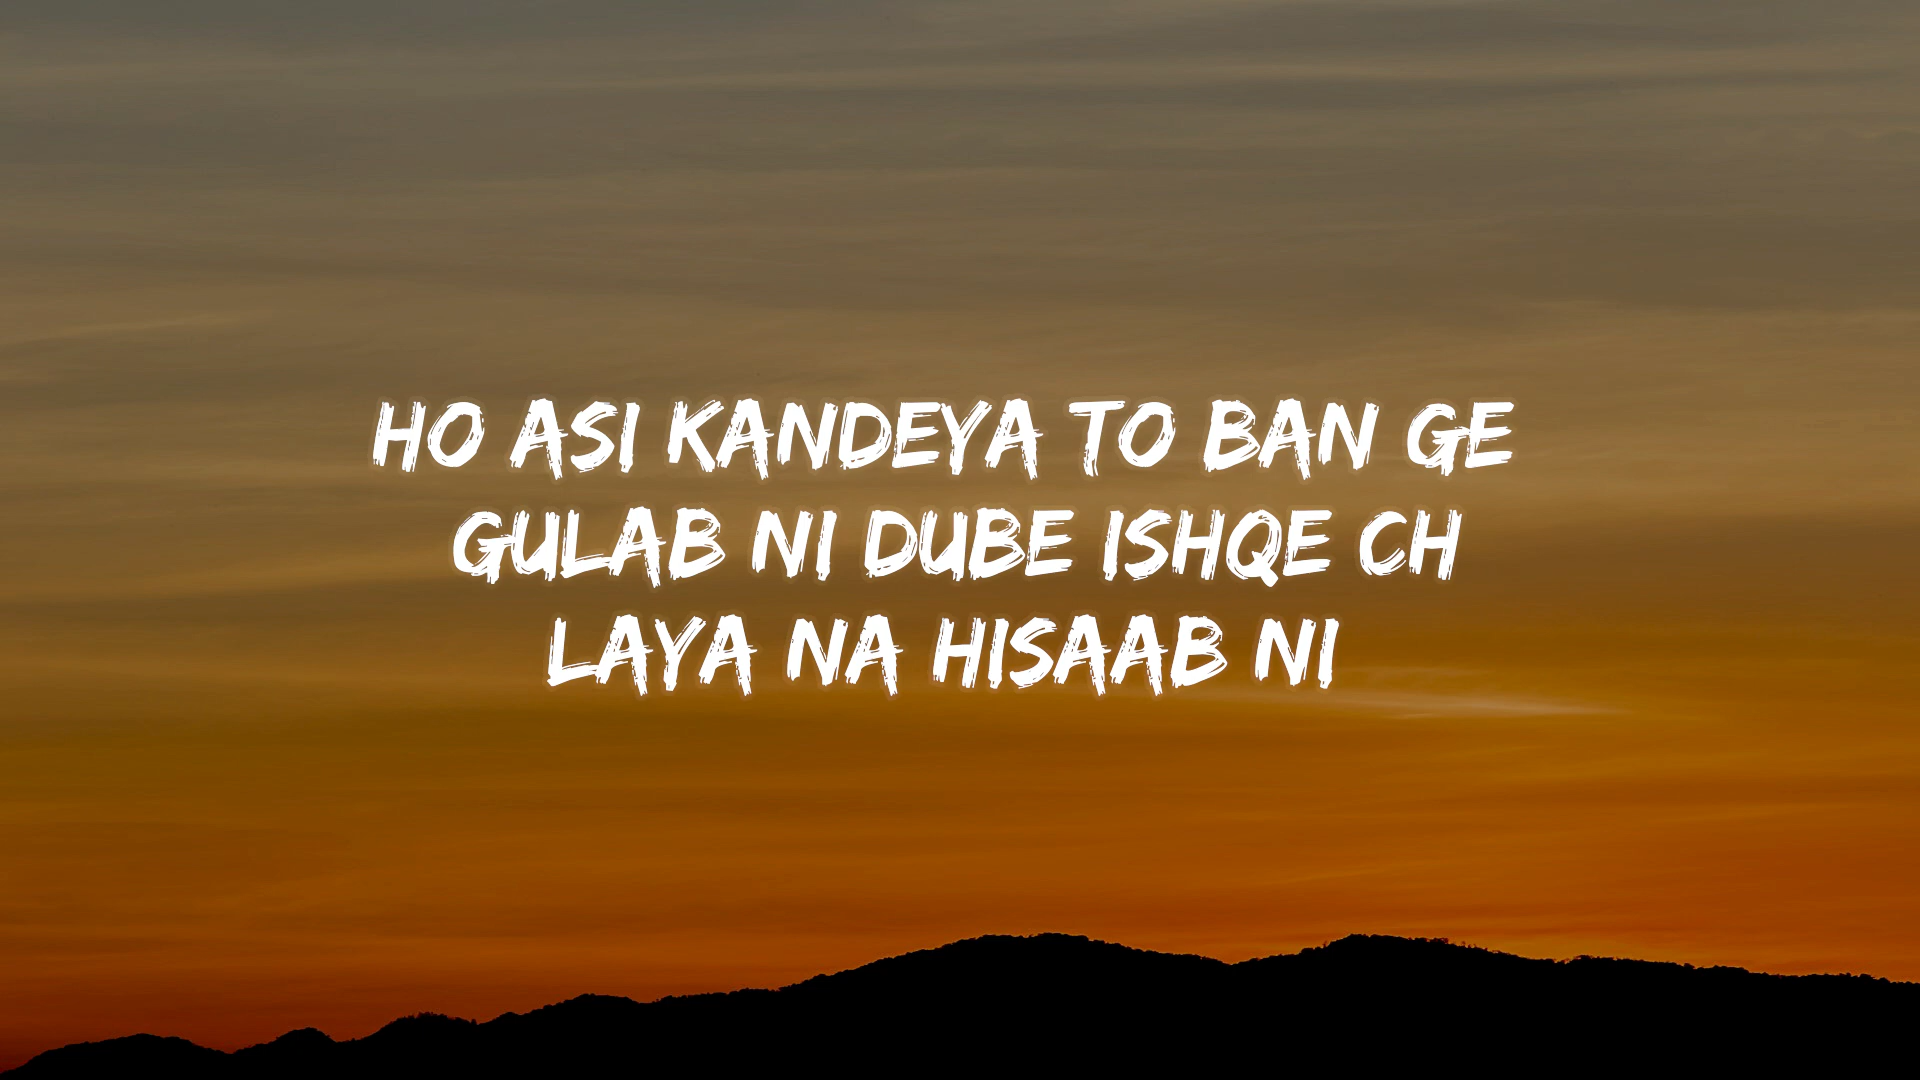 HO ASI KANDEYA TO BAN GE
GULAB NI DUBE ISHQE CH
LAYA NA HISAAB NI